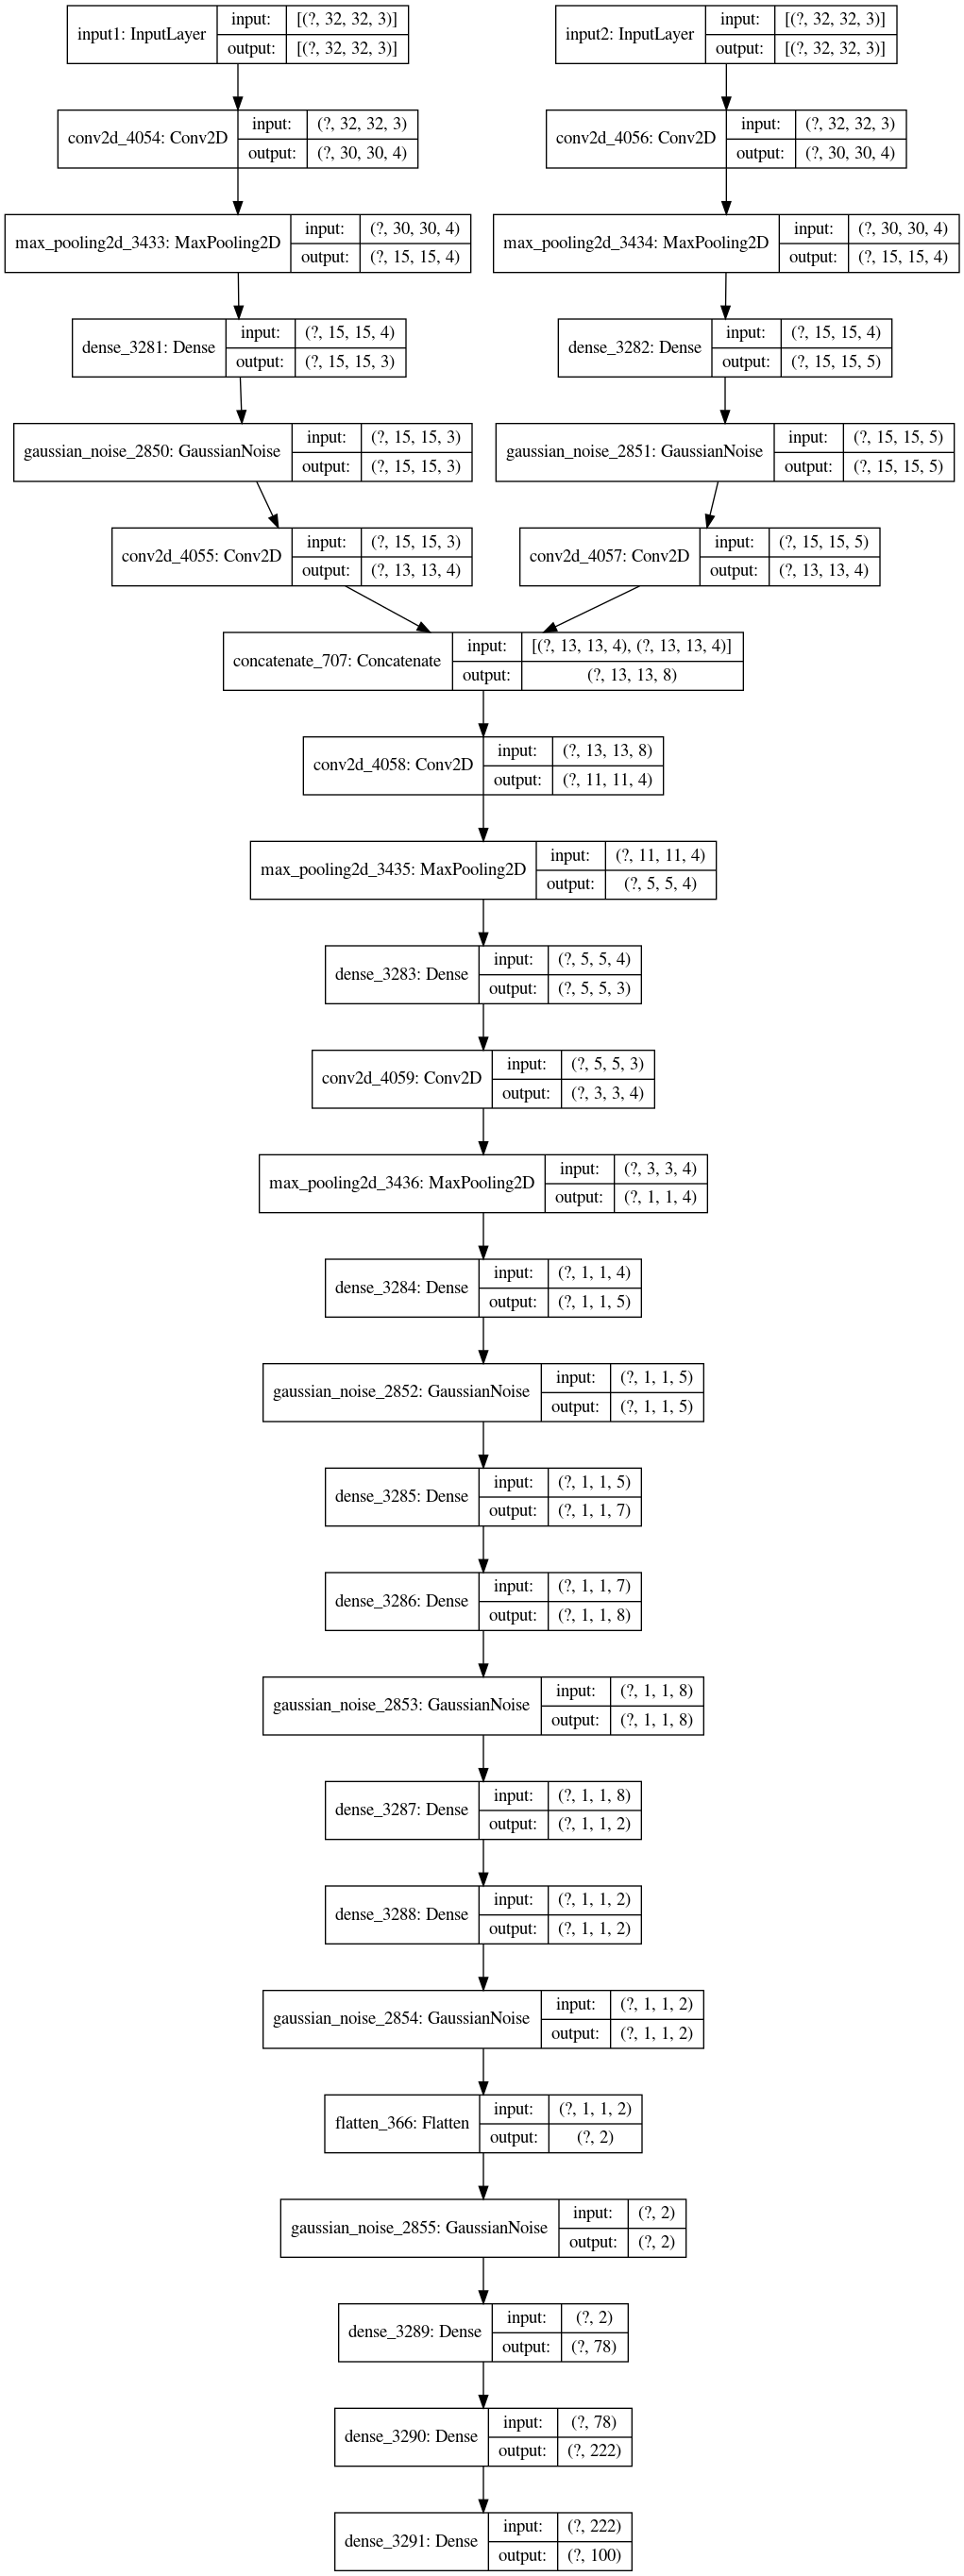 input1: InputLayer
input: [(?, 32, 32, 3)]
output: [(?, 32, 32, 3)]
input2: InputLayer
input: [(?, 32, 32, 3)]
output: [(?, 32, 32, 3)]
conv2d_4054: Conv2D
input: (?, 32, 32, 3)
output: (?, 30, 30, 4)
conv2d_4056: Conv2D
input: (?, 32, 32, 3)
output: (?, 30, 30, 4)
max_pooling2d_3433: MaxPooling2D
input: (?, 30, 30, 4)
output: (?, 15, 15, 4)
max_pooling2d_3434: MaxPooling2D
input: (?, 30, 30, 4)
output: (?, 15, 15, 4)
dense_3281: Dense
input: (?, 15, 15, 4)
output: (?, 15, 15, 3)
dense_3282: Dense
input: (?, 15, 15, 4)
output: (?, 15, 15, 5)
gaussian_noise_2850: GaussianNoise
input: (?, 15, 15, 3)
output: (?, 15, 15, 3)
gaussian_noise_2851: GaussianNoise
input: (?, 15, 15, 5)
output: (?, 15, 15, 5)
conv2d_4055: Conv2D
input: (?, 15, 15, 3)
output: (?, 13, 13, 4)
conv2d_4057: Conv2D
input: (?, 15, 15, 5)
output: (?, 13, 13, 4)
concatenate_707: Concatenate
input: [(?, 13, 13, 4), (?, 13, 13, 4)]
output: (?, 13, 13, 8)
conv2d_4058: Conv2D
input: (?, 13, 13, 8)
output: (?, 11, 11, 4)
max_pooling2d_3435: MaxPooling2D
input: (?, 11, 11, 4)
output: (?, 5, 5, 4)
dense_3283: Dense
input: (?, 5, 5, 4)
output: (?, 5, 5, 3)
conv2d_4059: Conv2D
input: (?, 5, 5, 3)
output: (?, 3, 3, 4)
max_pooling2d_3436: MaxPooling2D
input: (?, 3, 3, 4)
output: (?, 1, 1, 4)
dense_3284: Dense
input: (?, 1, 1, 4)
output: (?, 1, 1, 5)
gaussian_noise_2852: GaussianNoise
input: (?, 1, 1, 5)
output: (?, 1, 1, 5)
dense_3285: Dense
input: (?, 1, 1, 5)
output: (?, 1, 1, 7)
dense_3286: Dense
input: (?, 1, 1, 7)
output: (?, 1, 1, 8)
gaussian_noise_2853: GaussianNoise
input: (?, 1, 1, 8)
output: (?, 1, 1, 8)
dense_3287: Dense
input: (?, 1, 1, 8)
output: (?, 1, 1, 2)
dense_3288: Dense
input: (?, 1, 1, 2)
output: (?, 1, 1, 2)
gaussian_noise_2854: GaussianNoise
input: (?, 1, 1, 2)
output: (?, 1, 1, 2)
flatten_366: Flatten
input: (?, 1, 1, 2)
output: (?, 2)
gaussian_noise_2855: GaussianNoise
input: (?, 2)
output: (?, 2)
dense_3289: Dense
input: (?, 2)
output: (?, 78)
dense_3290: Dense
input: (?, 78)
output: (?, 222)
dense_3291: Dense
input: (?, 222)
output: (?, 100)